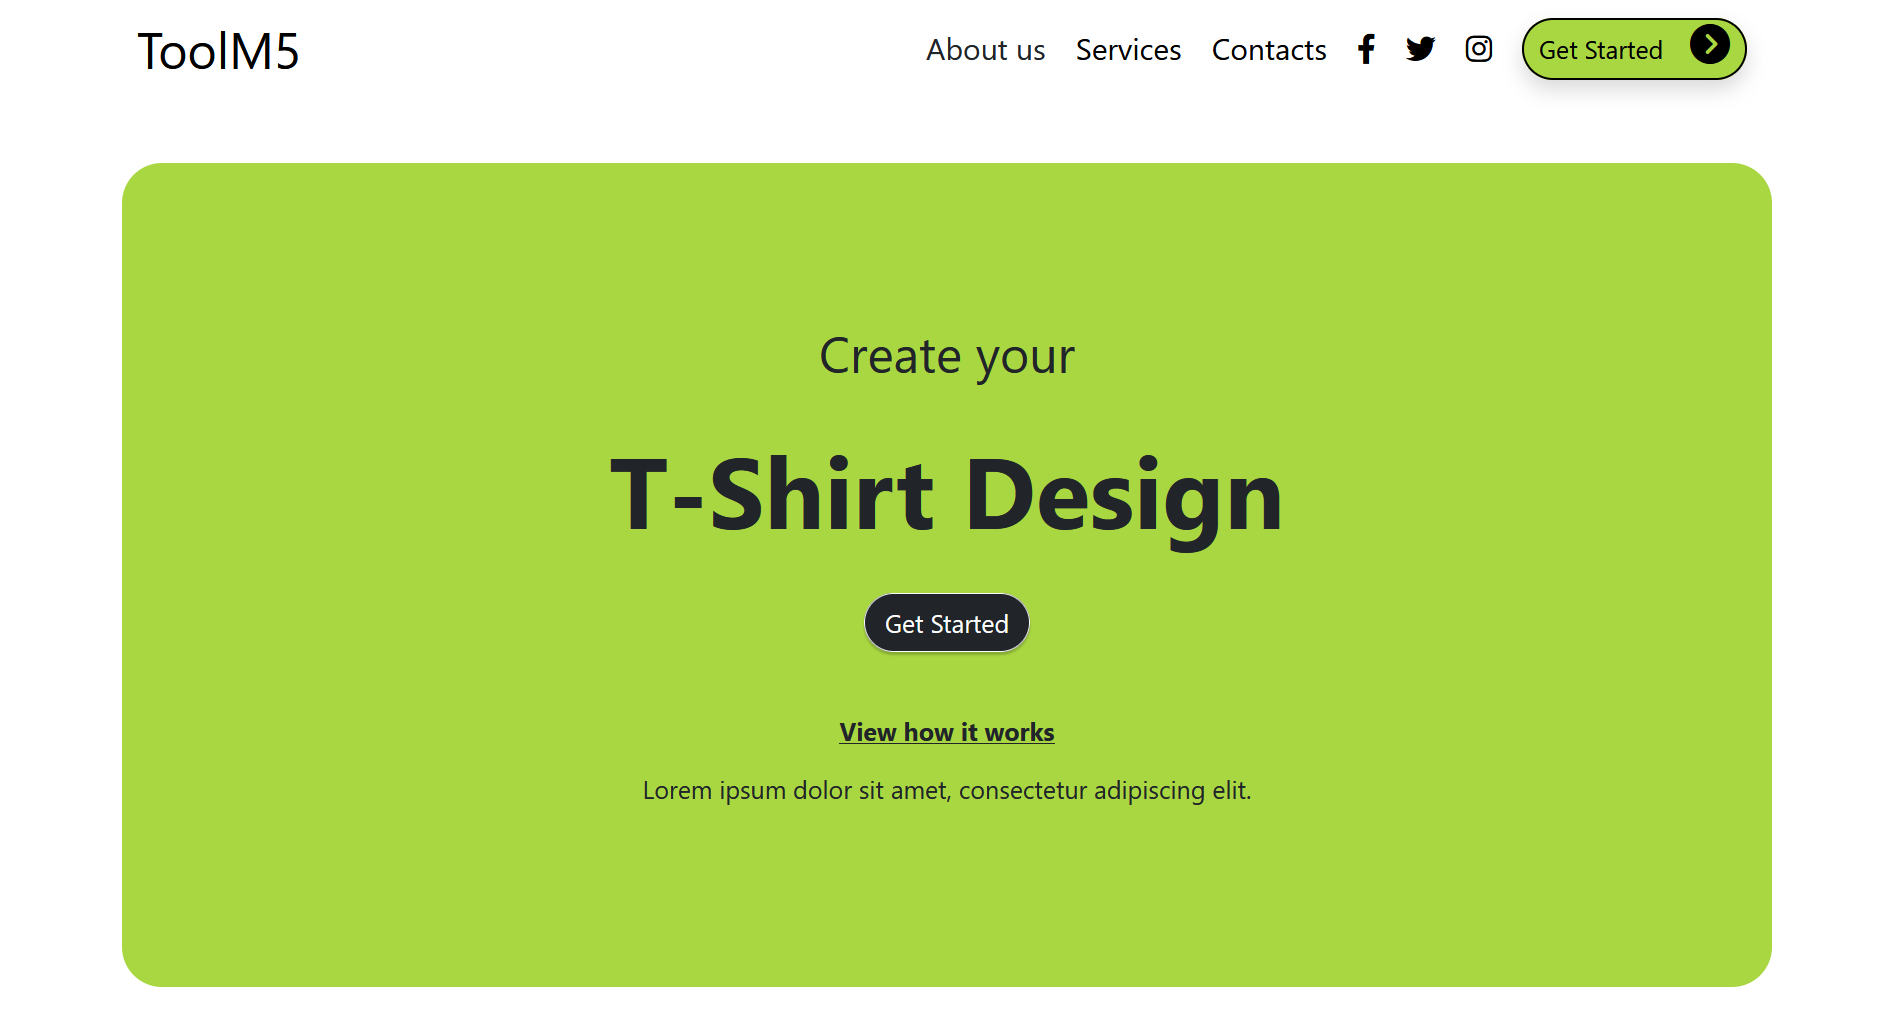 ToolM5
About us Services Contacts Get Started
Create your
T-Shirt Design
Get Started
View how it works
Lorem ipsum dolor sit amet, consectetur adipiscing elit.